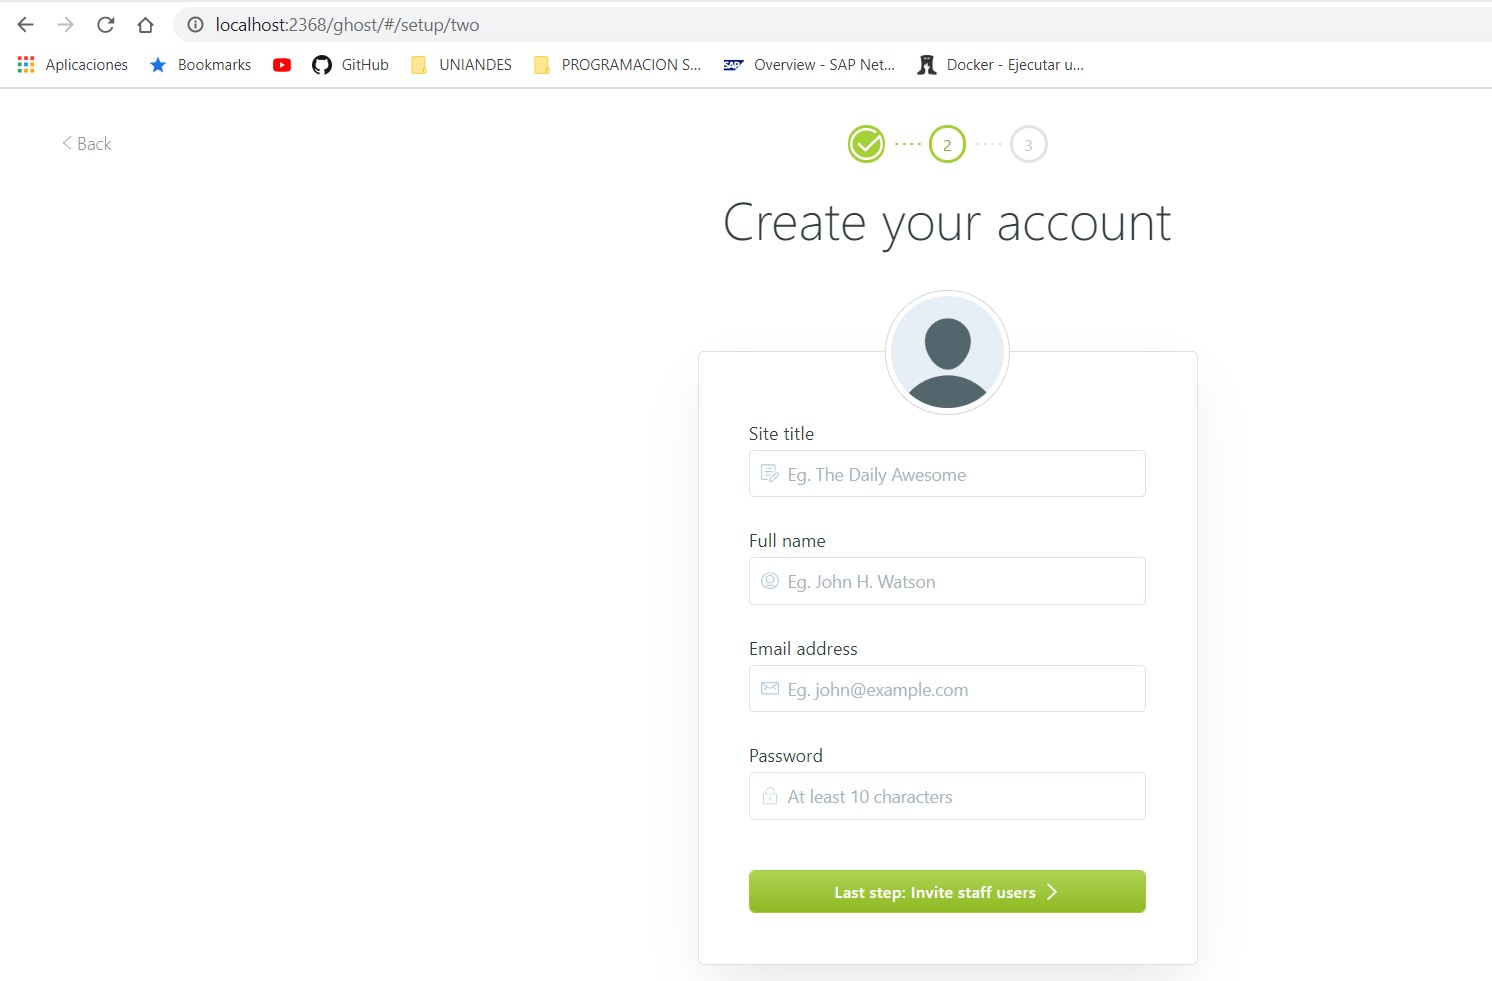 localhost:2368/ghost/#/setup/two
Aplicaciones Bookmarks GitHub UNIANDES PROGRAMACION S... SAP Overview - SAP Net... Docker - Ejecutar u...
Back
2 3
Create your account
Site title
Eg. The Daily Awesome
Full name
Eg. John H. Watson
Email address
Eg. john@example.com
Password
At least 10 characters
Last step: Invite staff users